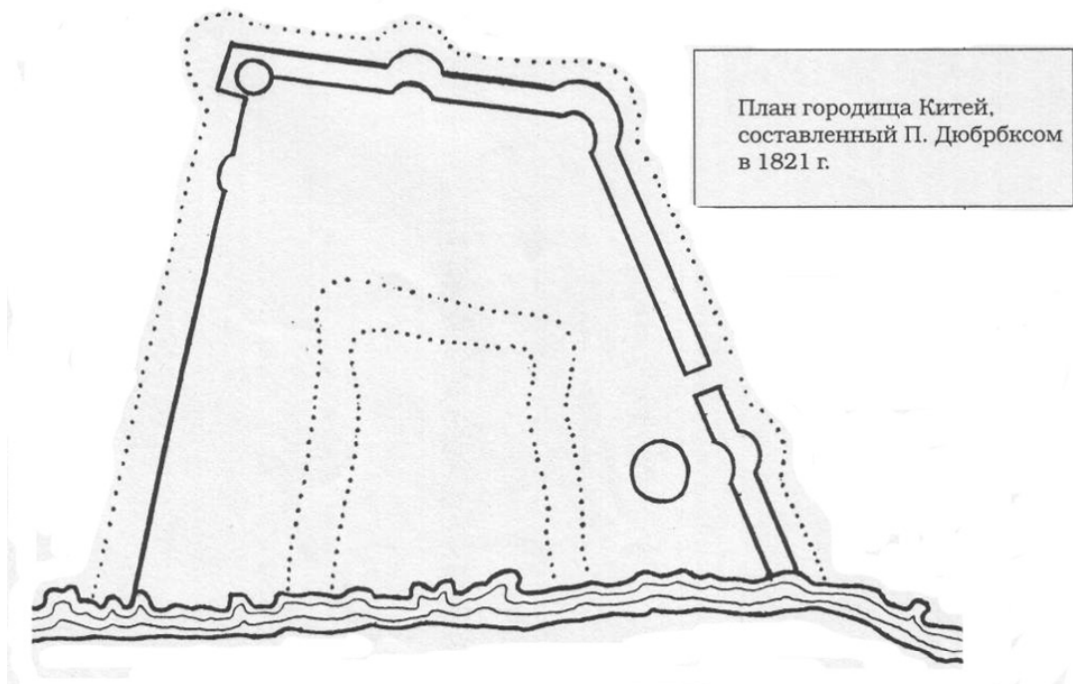 План городища Китей,
составленный П. Дюбрбксом
в 1821 г.